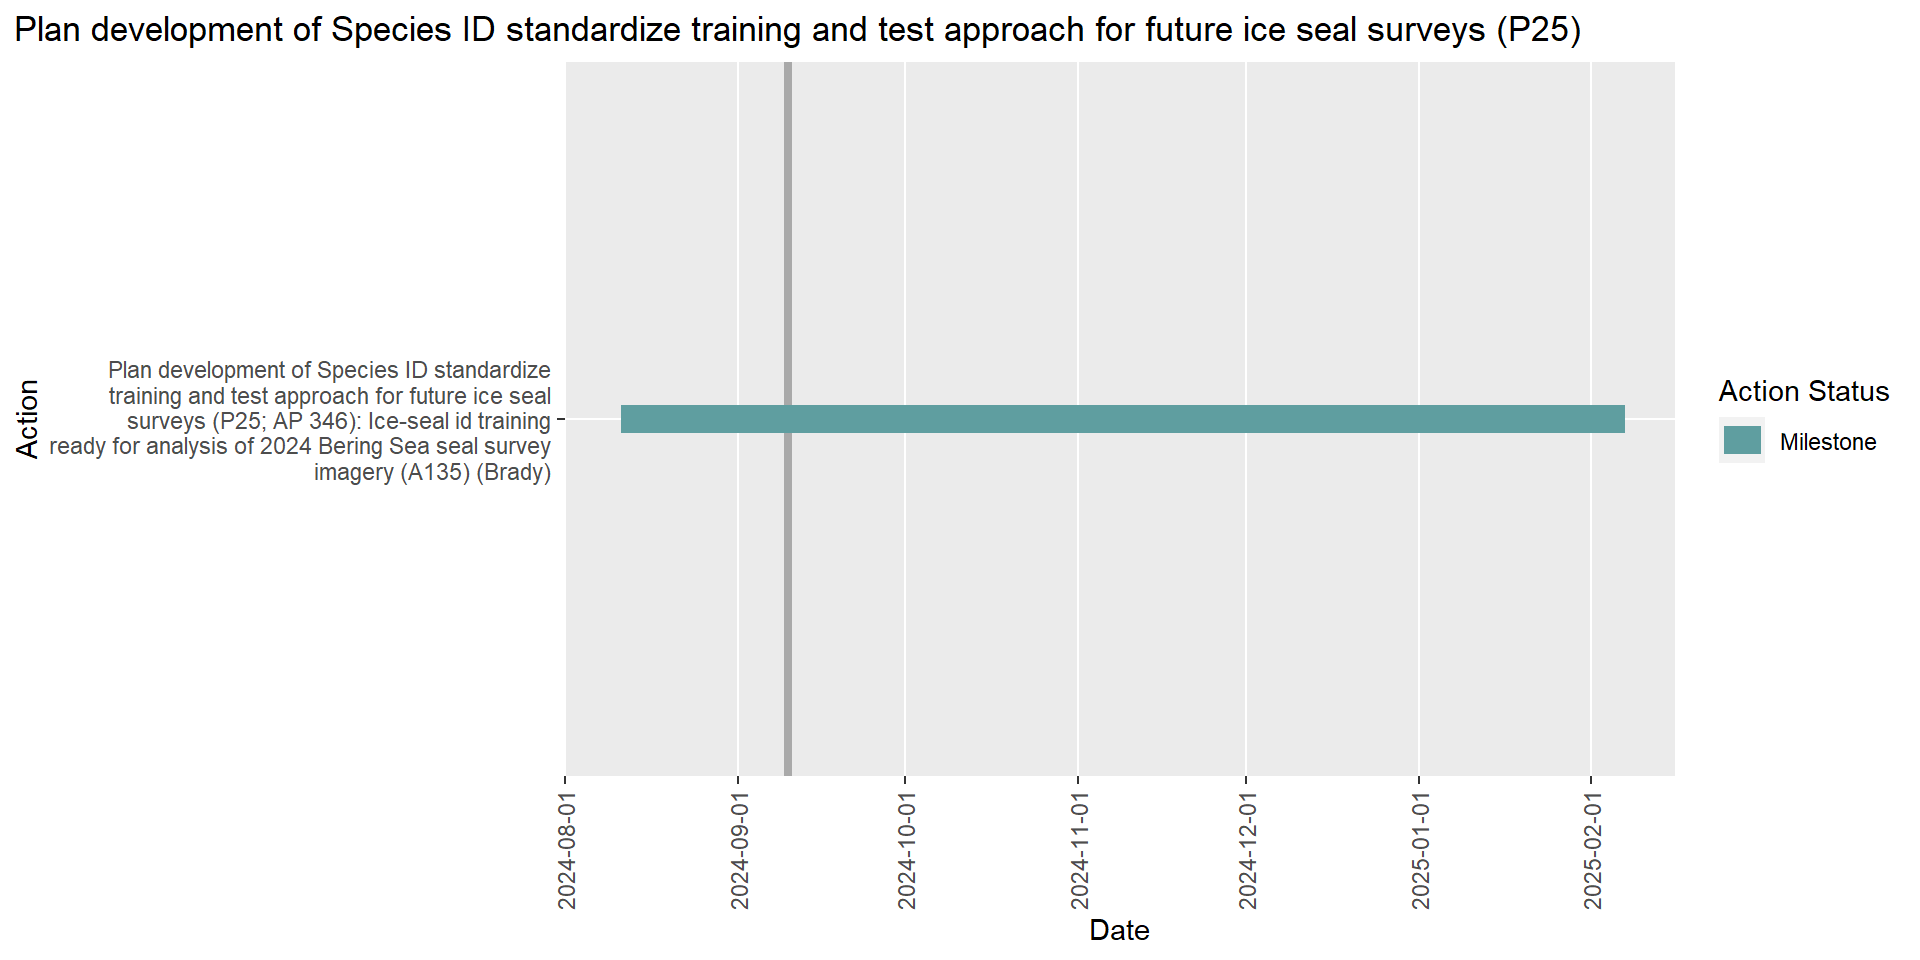 Plan development of Species ID standardize training and test approach for future ice seal surveys (P25)
Action
Plan development of Species ID standardize
training and test approach for future ice seal
surveys (P25; AP 346): Ice-seal id training
ready for analysis of 2024 Bering Sea seal survey
imagery (A135) (Brady)
2024-08-01
2024-09-01
2024-10-01
2024-11-01
2024-12-01
2025-01-01
2025-02-01
Date
Action Status
Milestone